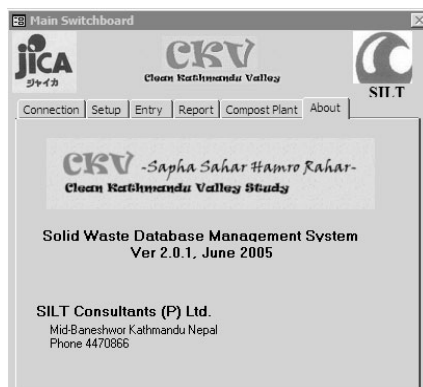 Main Switchboard
JICA
ジャイカ
CKV
Clean Kathmandu Valley
SILT
Connection Setup Entry Report Compost Plant About
CKV -Sapha Sahar Hamro Rahar-
Clean Kathmandu Valley Study
Solid Waste Database Management System
Ver 2.0.1, June 2005
SILT Consultants (P) Ltd.
Mid-Baneshwor Kathmandu Nepal
Phone 4470866